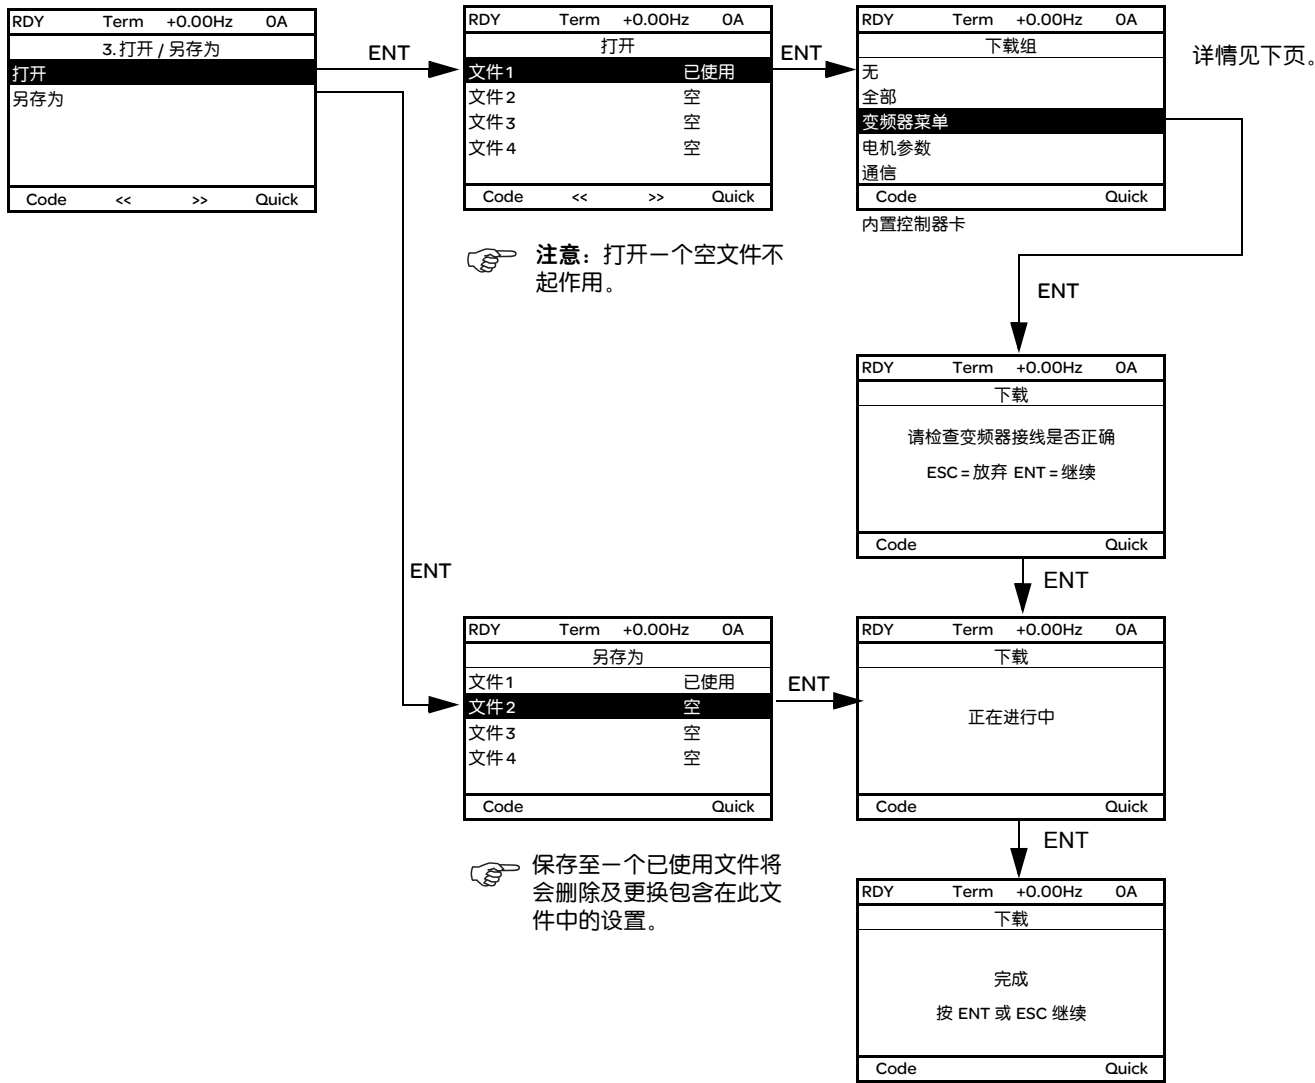 RDY Term +0.00Hz 0A
3.打开 / 另存为
打开
另存为
Code << >> Quick
ENT
RDY Term +0.00Hz 0A
打开
文件1 已使用
文件2 空
文件3 空
文件4 空
Code << >> Quick
注意：打开一个空文件不
起作用。
ENT
RDY Term +0.00Hz 0A
下载组
无
全部
变频器菜单
电机参数
通信
Code Quick
内置控制器卡
详情见下页。
ENT
RDY Term +0.00Hz 0A
下载
请检查变频器接线是否正确
ESC = 放弃 ENT = 继续
Code Quick
ENT
ENT
RDY Term +0.00Hz 0A
另存为
文件1 已使用
文件2 空
文件3 空
文件4 空
Code Quick
保存至一个已使用文件将
会删除及更换包含在此文
件中的设置。
ENT
RDY Term +0.00Hz 0A
下载
正在进行中
Code Quick
ENT
RDY Term +0.00Hz 0A
下载
完成
按 ENT 或 ESC 继续
Code Quick